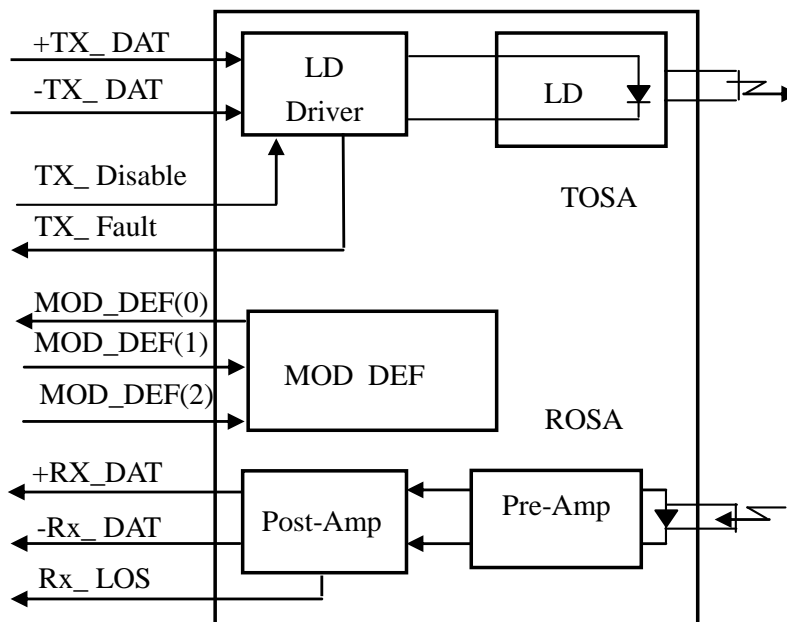 +TX_ DAT
-TX_ DAT
LD
Driver
LD
TX_ Disable
TX_ Fault
TOSA
MOD_DEF(0)
MOD_DEF(1)
MOD_DEF(2)
MOD DEF
ROSA
+RX_DAT
-Rx_ DAT
Rx_ LOS
Post-Amp
Pre-Amp